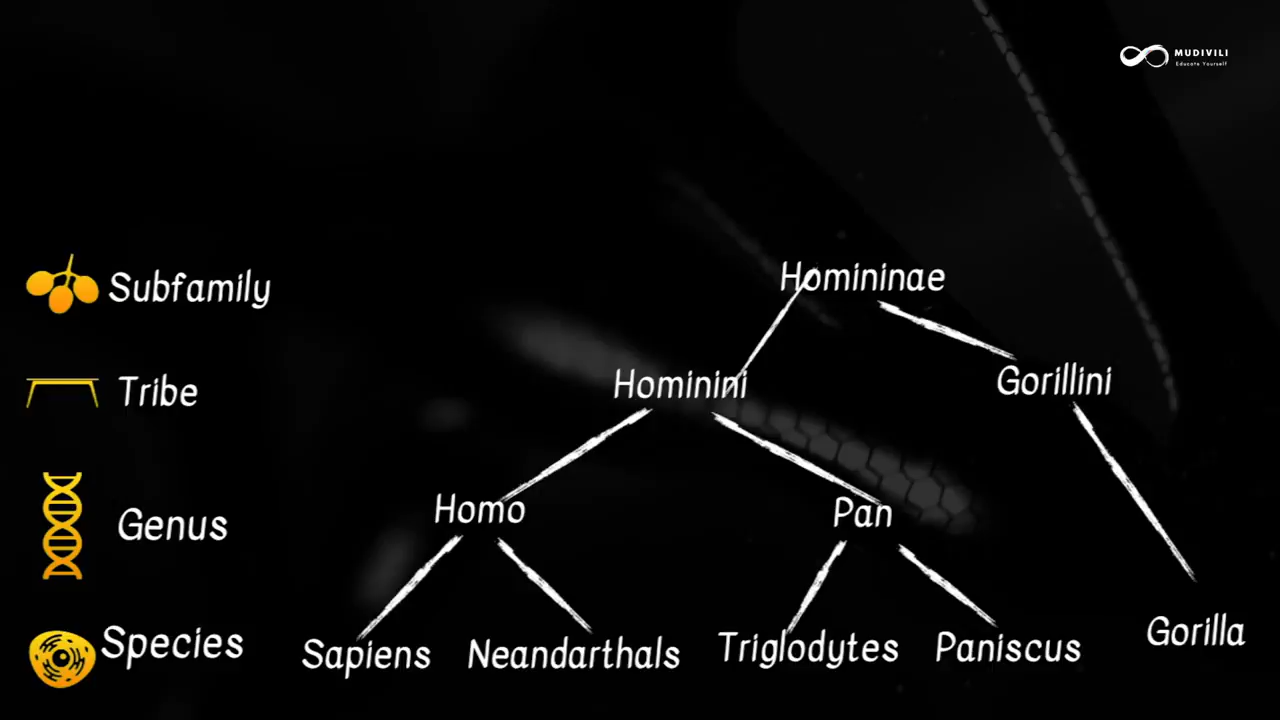 MUDIVILI
Educate Yourself
Subfamily
Homininae
Tribe
Hominini
Gorillini
Genus
Homo
Pan
Species
Sapiens
Neandarthals
Triglodytes
Paniscus
Gorilla